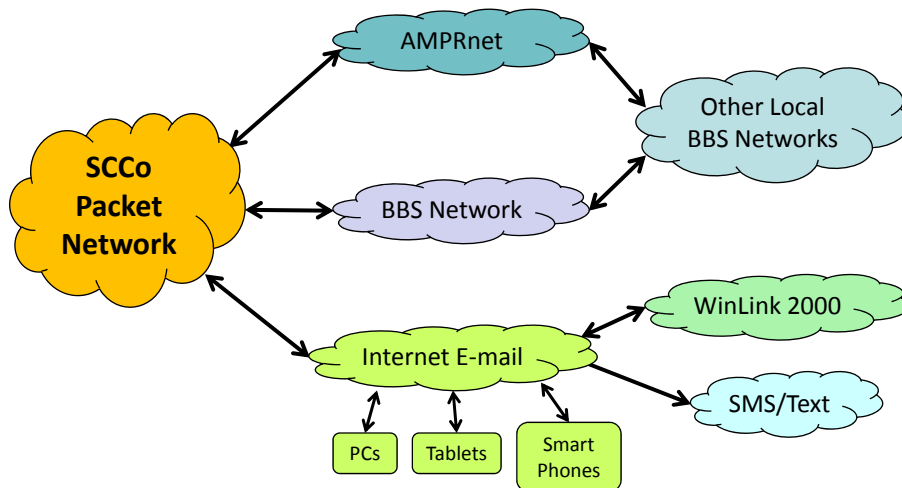 AMPRnet
Other Local
BBS Networks
SCCo
Packet
Network
BBS Network
WinLink 2000
Internet E-mail
SMS/Text
PCs
Tablets
Smart
Phones